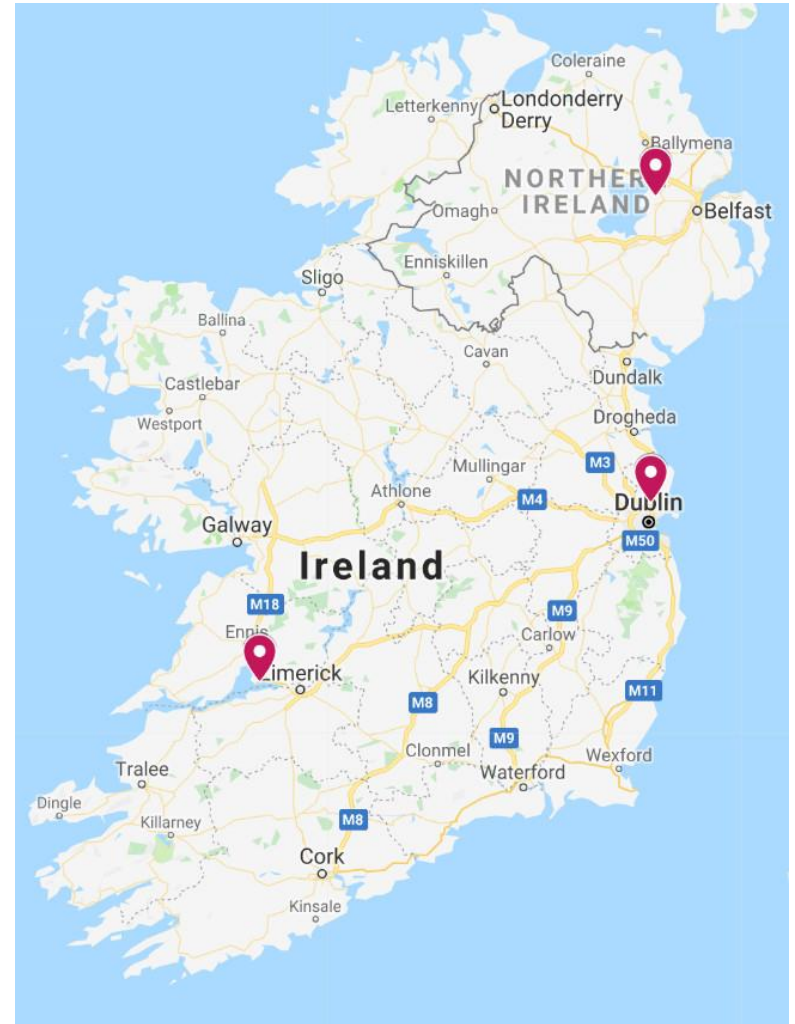 Coleraine
Letterkenny
Londonderry
Derry
Ballymena
NORTHERN
IRELAND
Omagh
Belfast
Enniskillen
Sligo
Ballina
Cavan
Castlebar
Dundalk
Westport
Drogheda
Mullingar
M3
Athlone
M4
Dublin
Galway
M50
Ireland
M18
M9
Ennis
Carlow
Limerick
Kilkenny
M11
M8
M9
Clonmel
Wexford
Tralee
Waterford
Dingle
Killarney
M8
Cork
Kinsale